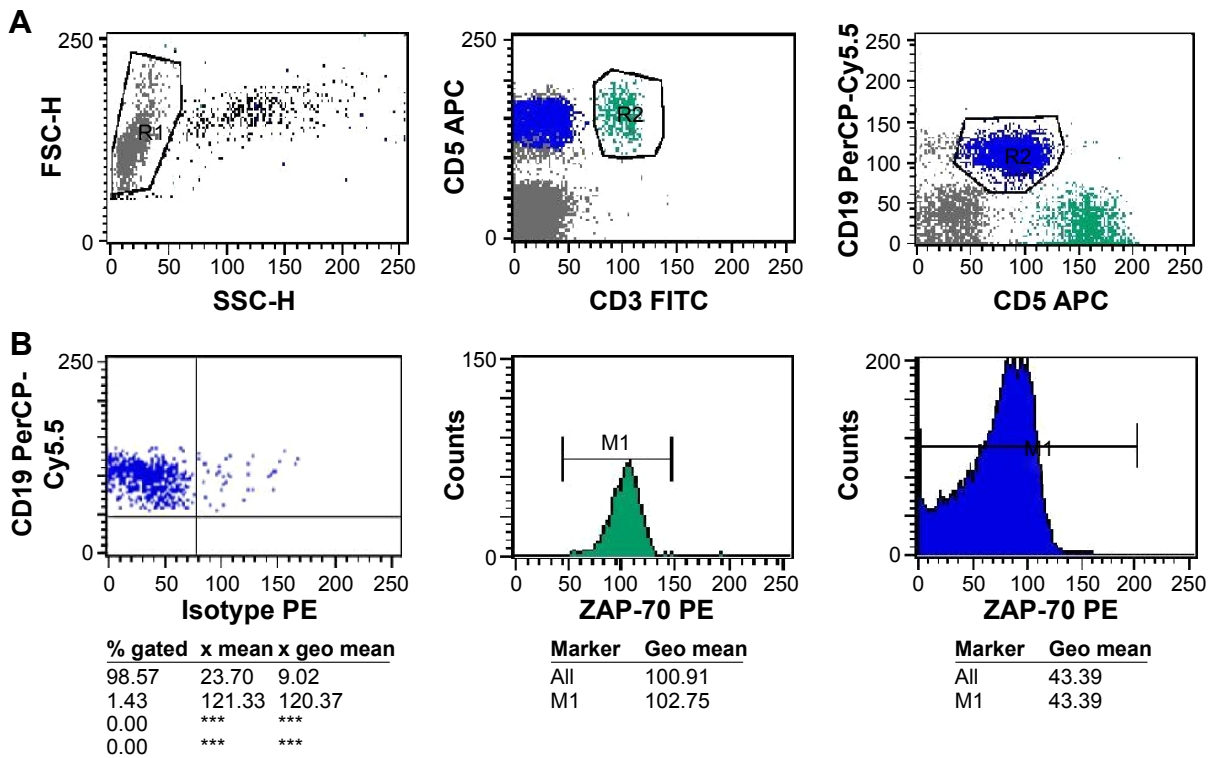 A
250
0
FSC-H
R1
0 50 100 150 200 250
SSC-H
250
0
CD5 APC
R2
0 50 100 150 200 250
CD3 FITC
250
200
150
100
50
0
CD19 PerCP-Cy5.5
R2
0 50 100 150 200 250
CD5 APC
B
250
0
CD19 PerCP-
Cy5.5
0 50 100 150 200 250
Isotype PE
% gated x mean x geo mean
98.57 23.70 9.02
1.43 121.33 120.37
0.00 *** ***
0.00 *** ***
150
0
Counts
M1
0 50 100 150 200 250
ZAP-70 PE
Marker Geo mean
All 100.91
M1 102.75
200
0
Counts
M1
0 50 100 150 200 250
ZAP-70 PE
Marker Geo mean
All 43.39
M1 43.39